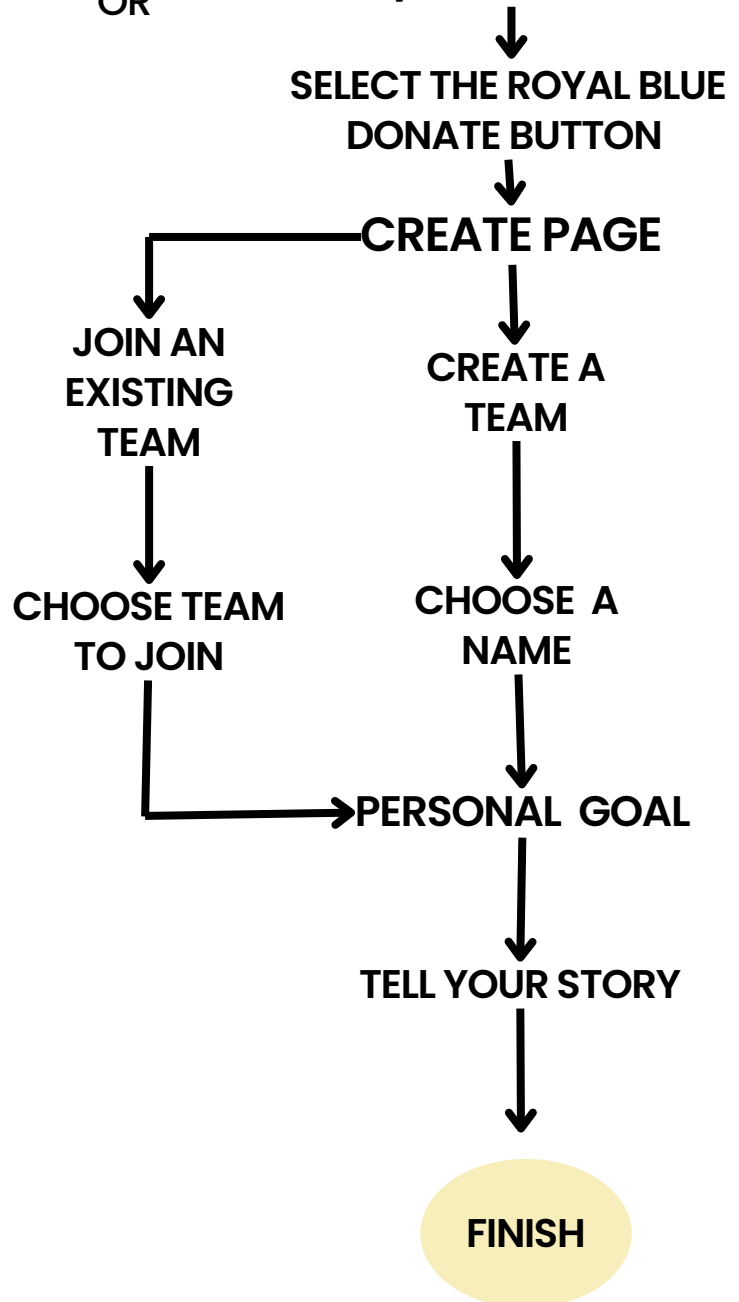 OR
SELECT THE ROYAL BLUE
DONATE BUTTON
CREATE PAGE
JOIN AN
EXISTING
TEAM
CREATE A
TEAM
CHOOSE TEAM
TO JOIN
CHOOSE A
NAME
PERSONAL GOAL
TELL YOUR STORY
FINISH